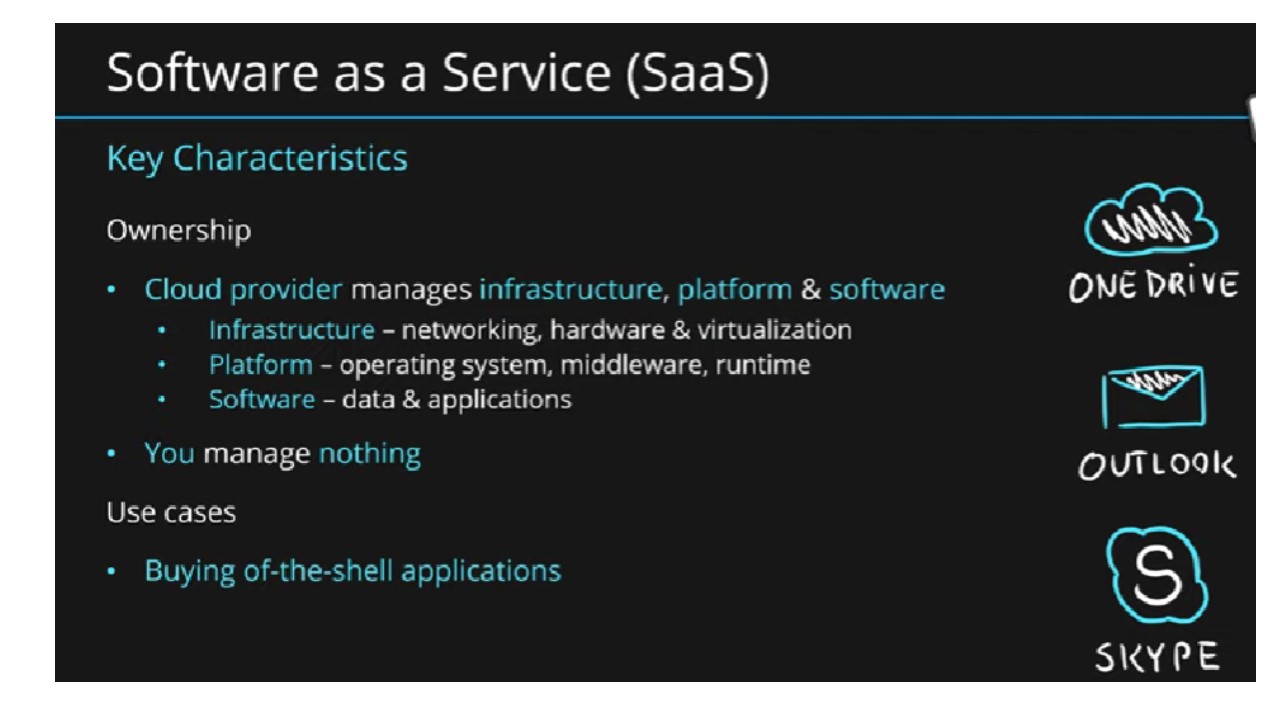 Software as a Service (SaaS)
Key Characteristics
Ownership
• Cloud provider manages infrastructure, platform & software
• Infrastructure – networking, hardware & virtualization
• Platform – operating system, middleware, runtime
• Software – data & applications
• You manage nothing
Use cases
• Buying of-the-shell applications
ONE DRIVE
OUTLOOK
S
SKYPE